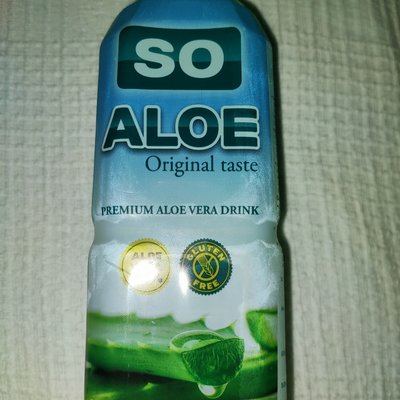 SO
ALOE
Original taste
PREMIUM ALOE VERA DRINK
ALOE
GLUTEN
FREE